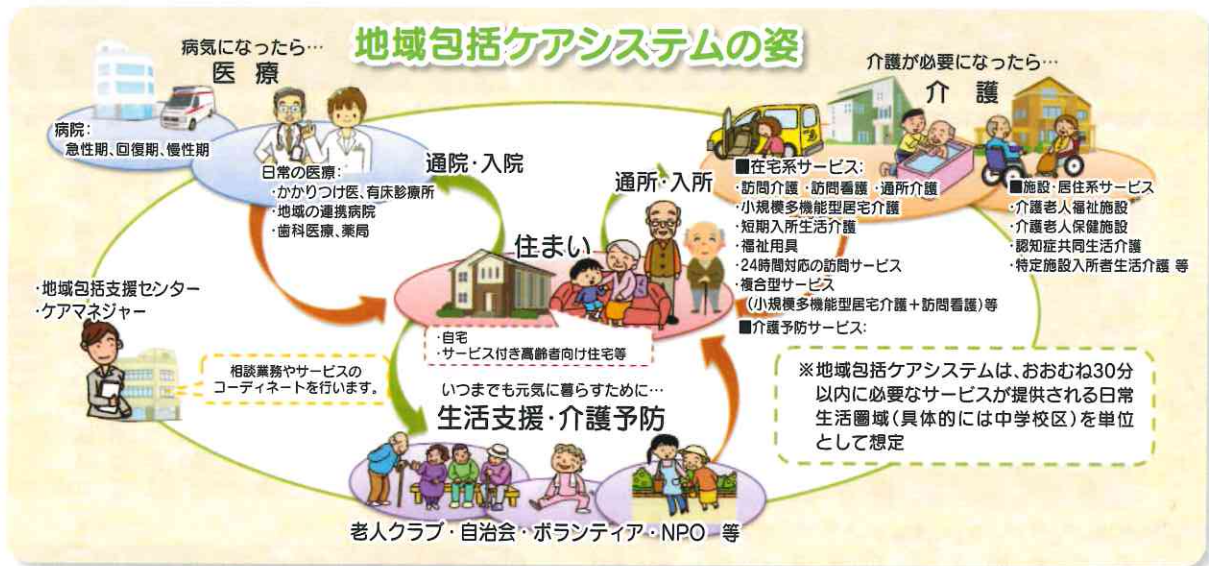 地域包括ケアシステムの姿
病気になったら…
医 療
病院:
急性期、回復期、慢性期
日常の医療:
・かかりつけ医、有床診療所
・地域の連携病院
・歯科医療、薬局
通院・入院
通所・入所
介護が必要になったら…
介 護
■在宅系サービス:
・訪問介護・訪問看護・通所介護
・小規模多機能型居宅介護
・短期入所生活介護
・福祉用具
・24時間対応の訪問サービス
・複合型サービス
(小規模多機能型居宅介護+訪問看護)等
■介護予防サービス:
■施設・居住系サービス
・介護老人福祉施設
・介護老人保健施設
・認知症共同生活介護
・特定施設入所者生活介護 等
住まい
・自宅
・サービス付き高齢者向け住宅等
・地域包括支援センター
・ケアマネジャー
相談業務やサービスの
コーディネートを行います。
いつまでも元気に暮らすために…
生活支援・介護予防
老人クラブ・自治会・ボランティア・NPO 等
※地域包括ケアシステムは、おおむね30分
以内に必要なサービスが提供される日常
生活圏域(具体的には中学校区)を単位
として想定